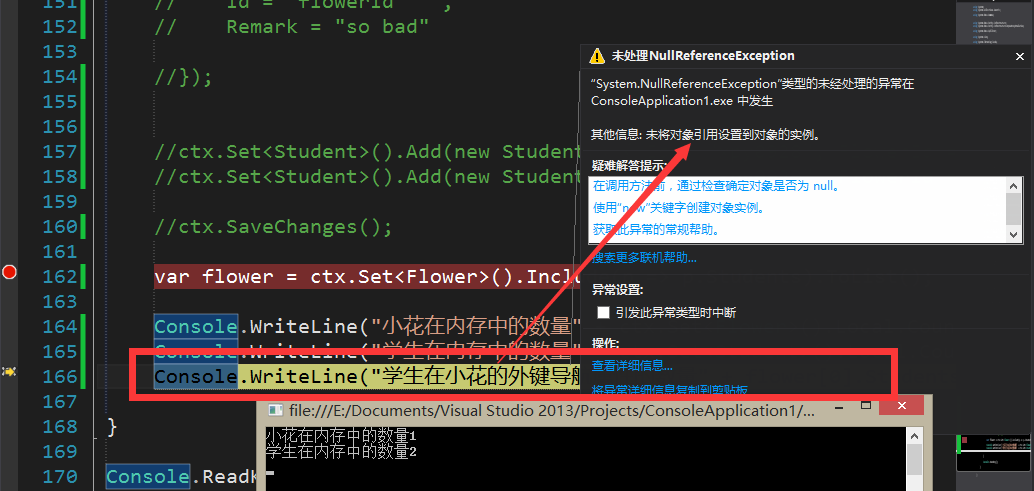 151 // id = "flowerId ,
152 // Remark = "so bad"
153
154 //});
155
156
157 //ctx.Set<Student>().Add(new Student
158 //ctx.Set<Student>().Add(new Student
159
160 //ctx.SaveChanges();
161
162 var flower = ctx.Set<Flower>().Inclu
163
164 Console.WriteLine("小花在内存中的数量"
165 Console.WriteLine("学生在内存中的数量"
166 Console.WriteLine("学生在小花的外键导航
167
168 }
169
170 Console.ReadK
未处理NullReferenceException
“System.NullReferenceException”类型的未经处理的异常在
ConsoleApplication1.exe 中发生
其他信息: 未将对象引用设置到对象的实例。
疑难解答提示:
在调用方法前，通过检查确定对象是否为 null。
使用“new”关键字创建对象实例。
获取此异常的常规帮助。
搜索更多联机帮助...
异常设置:
引发此异常类型时中断
操作:
查看详细信息...
将异常详细信息复制到剪贴板
file:///E:/Documents/Visual Studio 2013/Projects/ConsoleApplication1/...
小花在内存中的数量1
学生在内存中的数量2